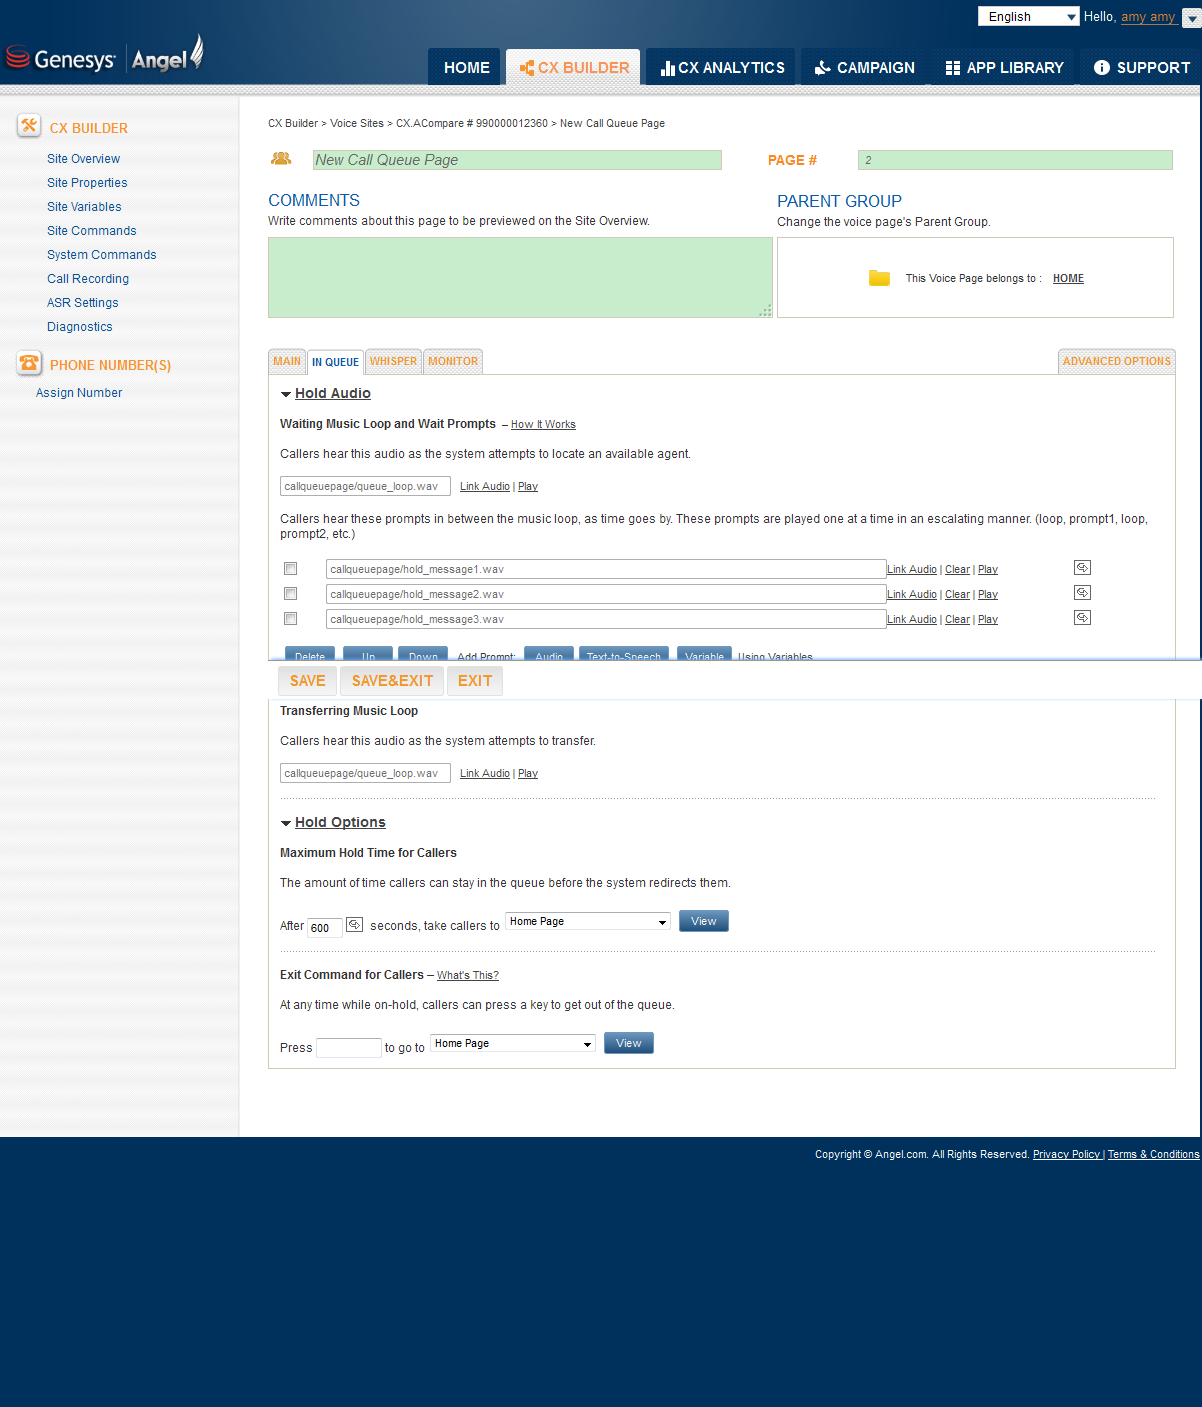 English Hello, amy amy
Genesys Angel
HOME CX BUILDER CX ANALYTICS CAMPAIGN APP LIBRARY SUPPORT
CX BUILDER
Site Overview
Site Properties
Site Variables
Site Commands
System Commands
Call Recording
ASR Settings
Diagnostics
PHONE NUMBER(S)
Assign Number
CX Builder > Voice Sites > CX.ACompare # 990000012360 > New Call Queue Page
New Call Queue Page PAGE # 2
COMMENTS
Write comments about this page to be previewed on the Site Overview.
PARENT GROUP
Change the voice page's Parent Group.
This Voice Page belongs to : HOME
MAIN IN QUEUE WHISPER MONITOR ADVANCED OPTIONS
Hold Audio
Waiting Music Loop and Wait Prompts – How It Works
Callers hear this audio as the system attempts to locate an available agent.
callqueuepage/queue_loop.wav Link Audio | Play
Callers hear these prompts in between the music loop, as time goes by. These prompts are played one at a time in an escalating manner. (loop, prompt1, loop,
prompt2, etc.)
callqueuepage/hold_message1.wav Link Audio | Clear | Play
callqueuepage/hold_message2.wav Link Audio | Clear | Play
callqueuepage/hold_message3.wav Link Audio | Clear | Play
Delete Up Down Add Prompt: Audio Text-to-Speech Variable Using Variables
SAVE SAVE&EXIT EXIT
Transferring Music Loop
Callers hear this audio as the system attempts to transfer.
callqueuepage/queue_loop.wav Link Audio | Play
Hold Options
Maximum Hold Time for Callers
The amount of time callers can stay in the queue before the system redirects them.
After 600 seconds, take callers to Home Page View
Exit Command for Callers – What's This?
At any time while on-hold, callers can press a key to get out of the queue.
Press to go to Home Page View
Copyright © Angel.com. All Rights Reserved. Privacy Policy | Terms & Conditions